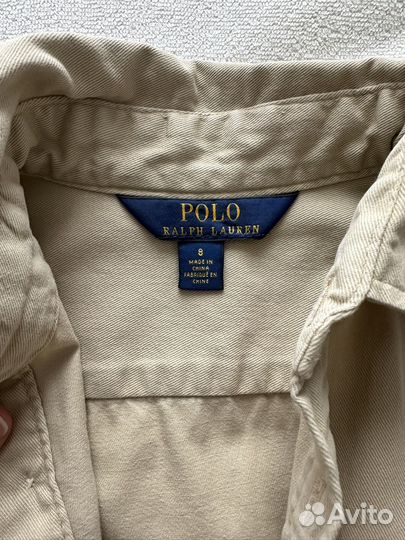 POLO
RALPH LAUREN
8
MADE IN
CHINA
FABRIQUÉ EN
CHINE
Avito